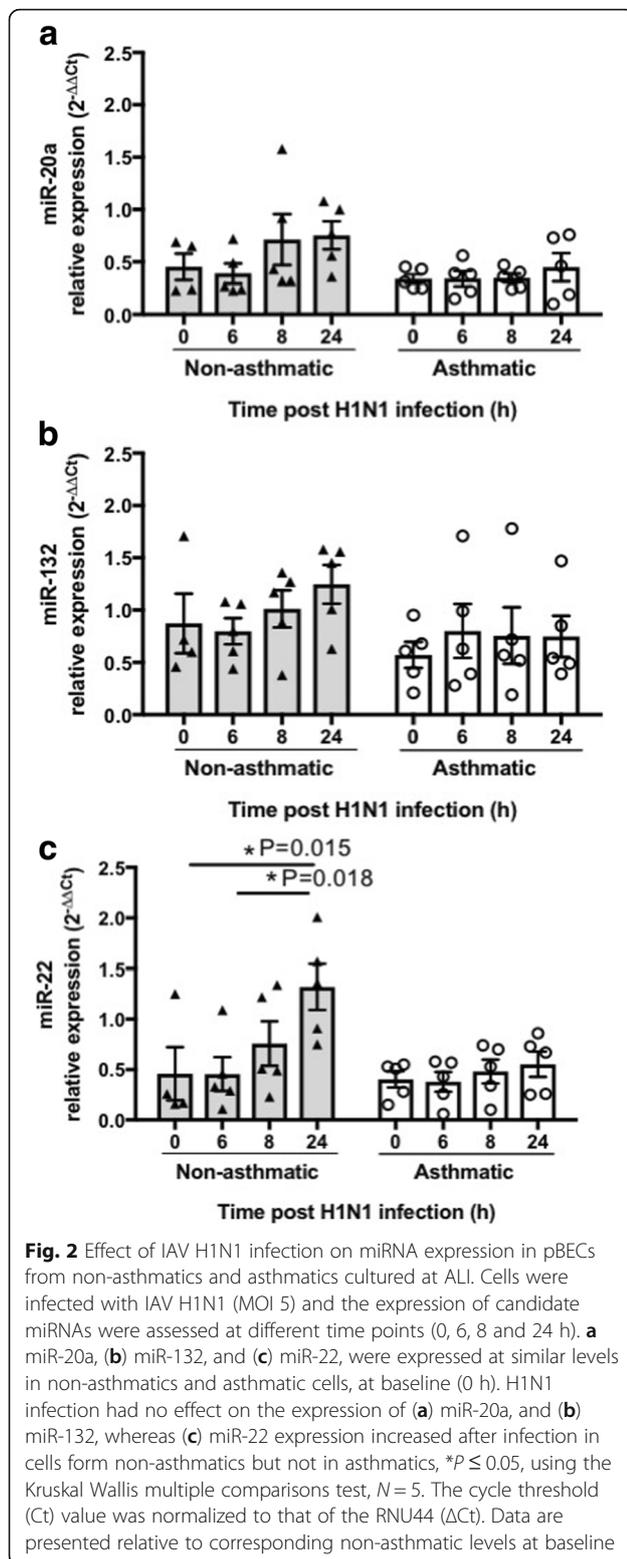 a
miR-20a
relative expression (2-ΔΔCt)
2.5
2.0
1.5
1.0
0.5
0.0
0 6 8 24 0 6 8 24
Non-asthmatic Asthmatic
Time post H1N1 infection (h)
b
miR-132
relative expression (2-ΔΔCt)
2.5
2.0
1.5
1.0
0.5
0.0
0 6 8 24 0 6 8 24
Non-asthmatic Asthmatic
Time post H1N1 infection (h)
c
miR-22
relative expression (2-ΔΔCt)
*P=0.015
*P=0.018
2.5
2.0
1.5
1.0
0.5
0.0
0 6 8 24 0 6 8 24
Non-asthmatic Asthmatic
Time post H1N1 infection (h)
Fig. 2 Effect of IAV H1N1 infection on miRNA expression in pBECs
from non-asthmatics and asthmatics cultured at ALI. Cells were
infected with IAV H1N1 (MOI 5) and the expression of candidate
miRNAs were assessed at different time points (0, 6, 8 and 24 h). a
miR-20a, (b) miR-132, and (c) miR-22, were expressed at similar levels
in non-asthmatics and asthmatic cells, at baseline (0 h). H1N1
infection had no effect on the expression of (a) miR-20a, and (b)
miR-132, whereas (c) miR-22 expression increased after infection in
cells form non-asthmatics but not in asthmatics, *P ≤ 0.05, using the
Kruskal Wallis multiple comparisons test, N = 5. The cycle threshold
(Ct) value was normalized to that of the RNU44 (ΔCt). Data are
presented relative to corresponding non-asthmatic levels at baseline